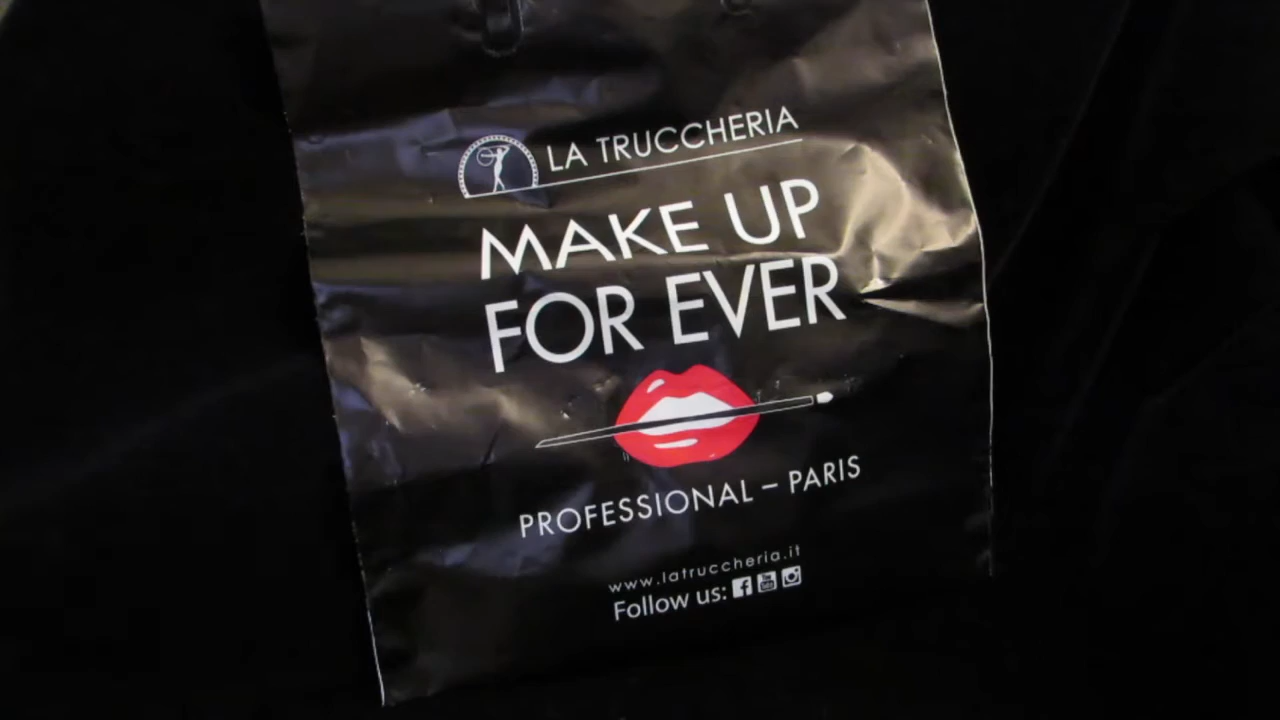 LA TRUCCHERIA
MAKE UP
FOR EVER
PROFESSIONAL – PARIS
www.latruccheria.it
Follow us: